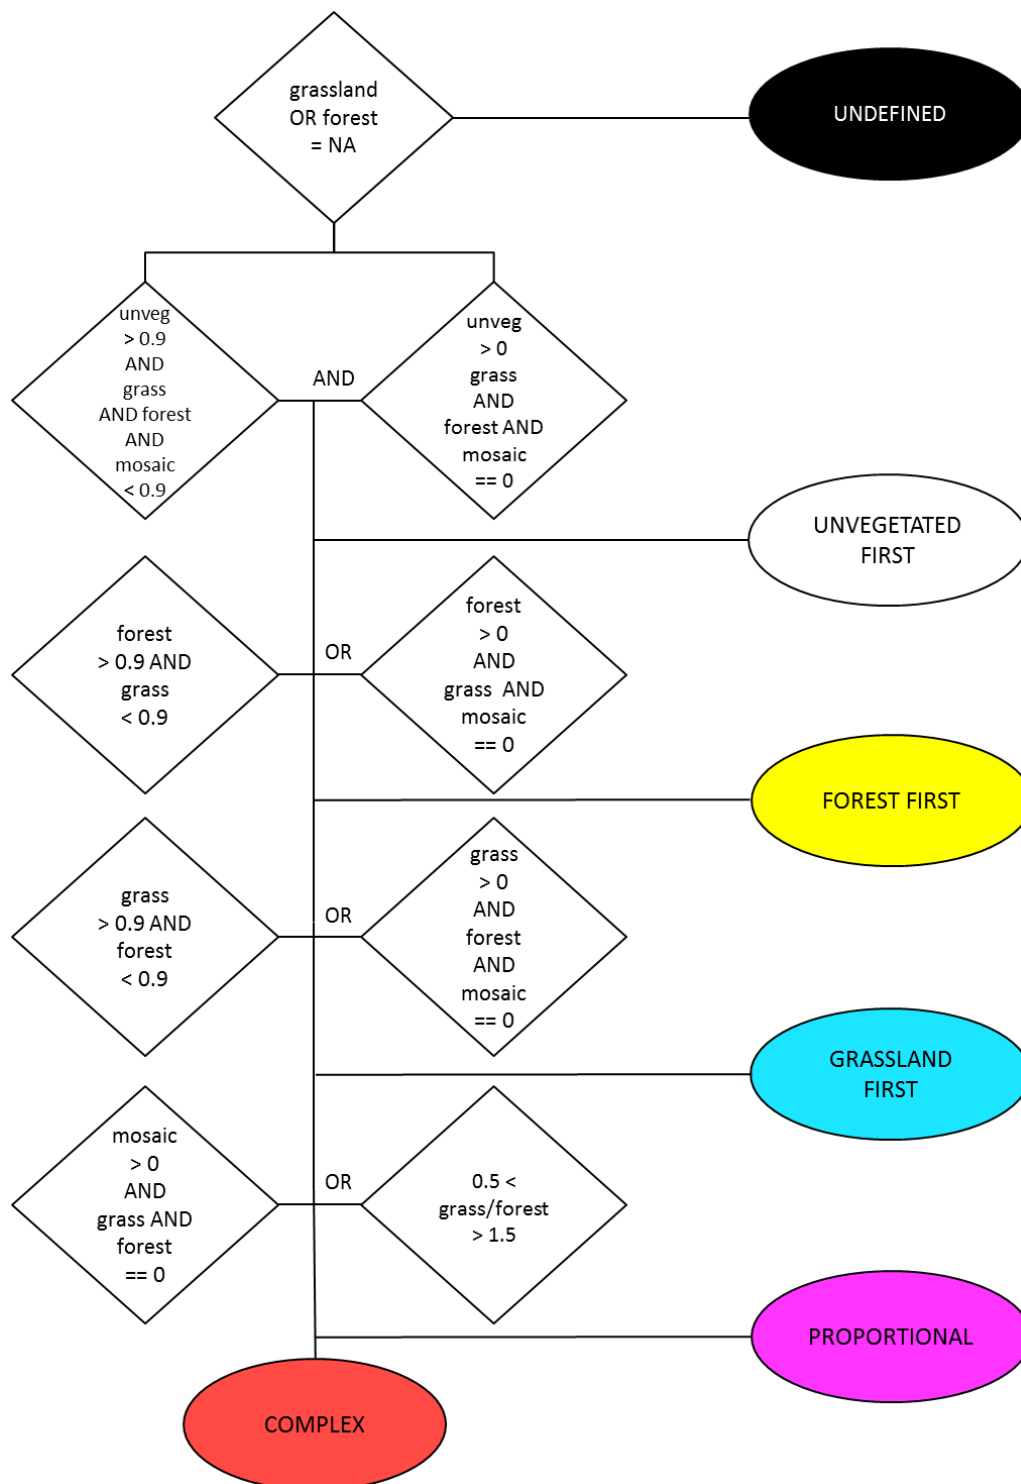 grassland
OR forest
= NA
UNDEFINED
unveg
> 0.9
AND
grass
AND forest
AND
mosaic
< 0.9
AND
unveg
> 0
grass
AND
forest AND
mosaic
== 0
UNVEGETATED
FIRST
forest
> 0.9 AND
grass
< 0.9
OR
forest
> 0
AND
grass AND
mosaic
== 0
FOREST FIRST
grass
> 0.9 AND
forest
< 0.9
OR
grass
> 0
AND
forest
AND
mosaic
== 0
GRASSLAND
FIRST
mosaic
> 0
AND
grass AND
forest
== 0
OR
0.5 <
grass/forest
> 1.5
PROPORTIONAL
COMPLEX